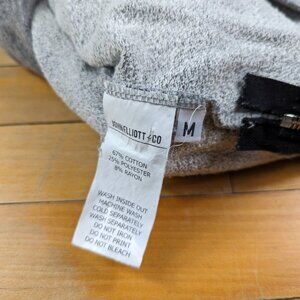 JOHN ELLIOTT + CO
M
67% COTTON
25% POLYESTER
8% RAYON
WASH INSIDE OUT
MACHINE WASH
COLD SEPARATELY
WASH SEPARATELY
DO NOT IRON
DO NOT PRINT
DO NOT BLEACH